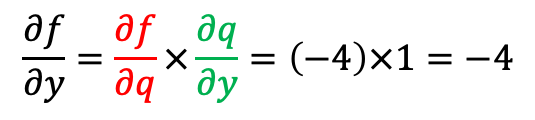 ∂f/∂y = ∂f/∂q × ∂q/∂y = (−4)×1 = −4